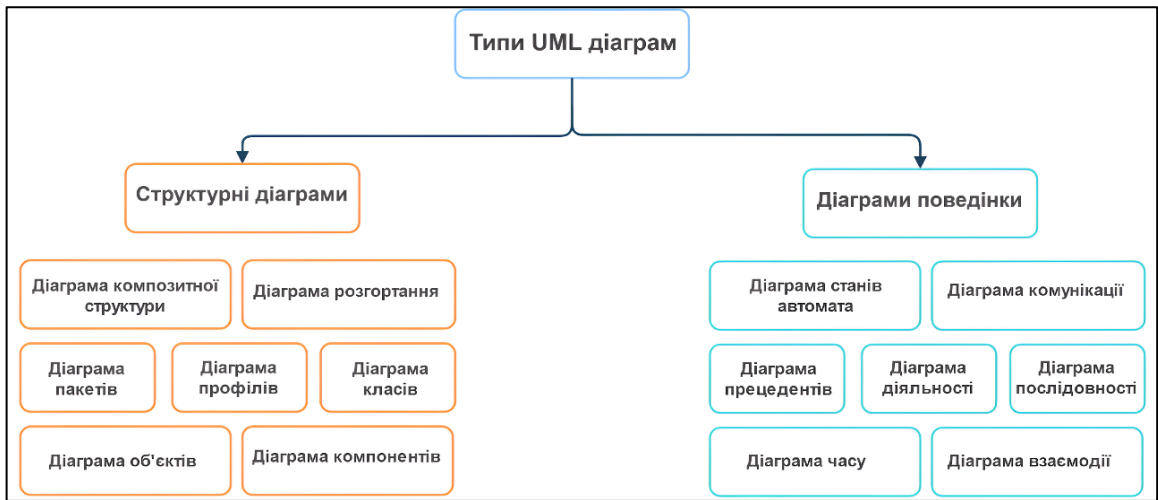 Типи UML діаграм
Структурні діаграми
Діаграми поведінки
Діаграма композитної
структури
Діаграма розгортання
Діаграма
пакетів
Діаграма
профілів
Діаграма
класів
Діаграма об'єктів
Діаграма компонентів
Діаграма станів
автомата
Діаграма комунікації
Діаграма
прецедентів
Діаграма
діяльності
Діаграма
послідовності
Діаграма часу
Діаграма взаємодії